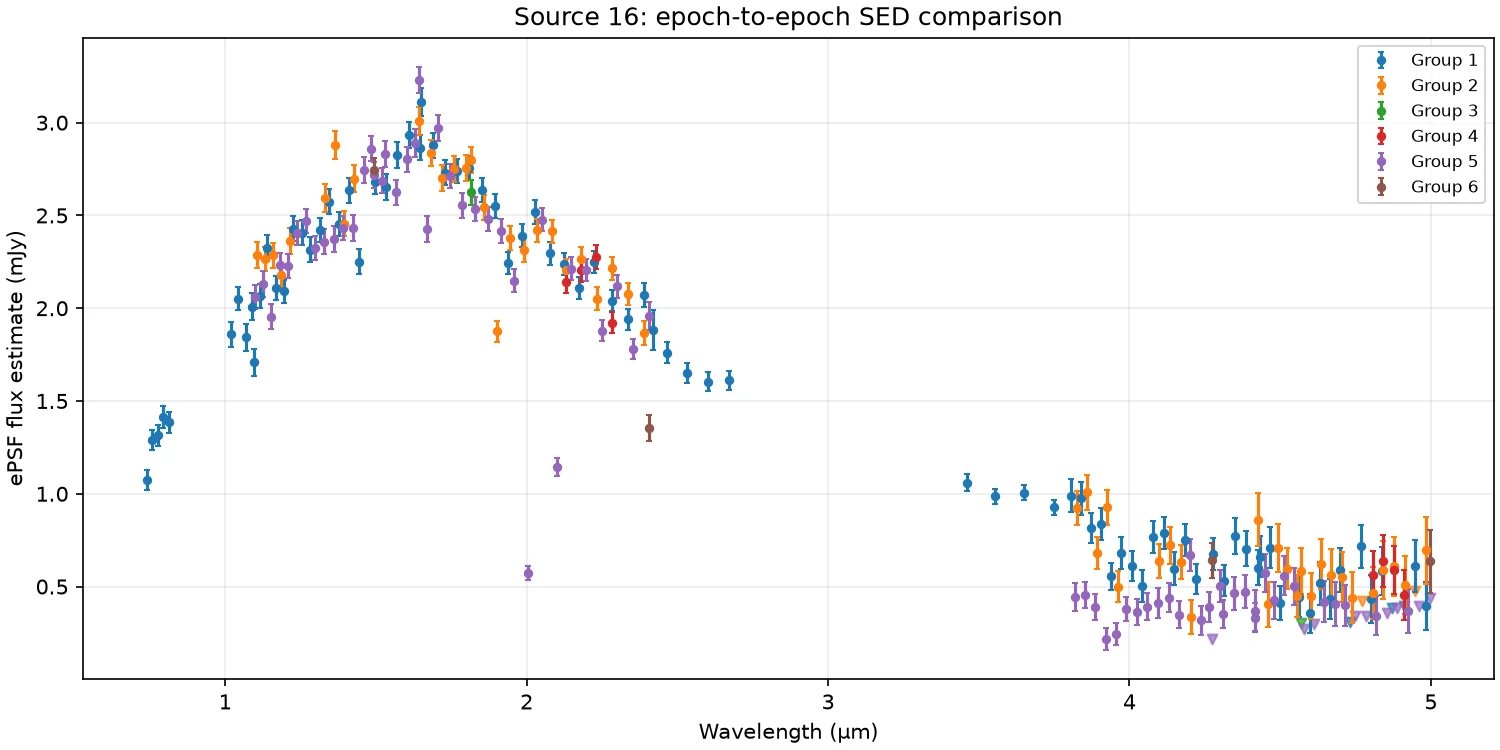 Source 16: epoch-to-epoch SED comparison
Group 1
Group 2
Group 3
Group 4
Group 5
Group 6
ePSF flux estimate (mJy)
3.0
2.5
2.0
1.5
1.0
0.5
1 2 3 4 5
Wavelength (μm)